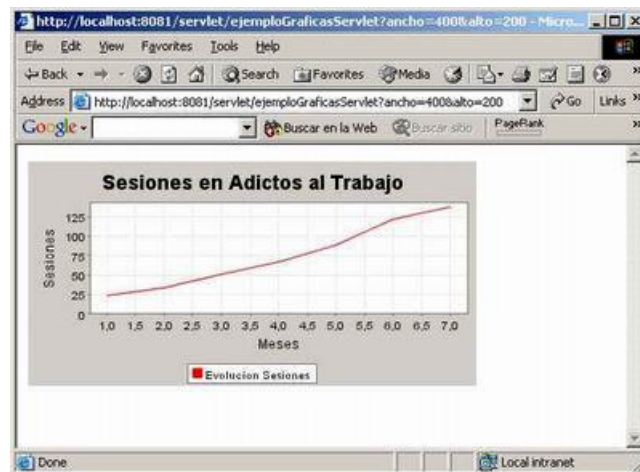 http://localhost:8081/servlet/ejemploGraficasServlet?ancho=400&alto=200 - Micro...
File Edit View Favorites Tools Help
Back Search Favorites Media
Address http://localhost:8081/servlet/ejemploGraficasServlet?ancho=400&alto=200 Go Links
Google Buscar en la Web Buscar sitio PageRank
Sesiones en Adictos al Trabajo
Sesiones
125
100
75
50
25
0
1,0 1,5 2,0 2,5 3,0 3,5 4,0 4,5 5,0 5,5 6,0 6,5 7,0
Meses
Evolucion Sesiones
Done Local intranet